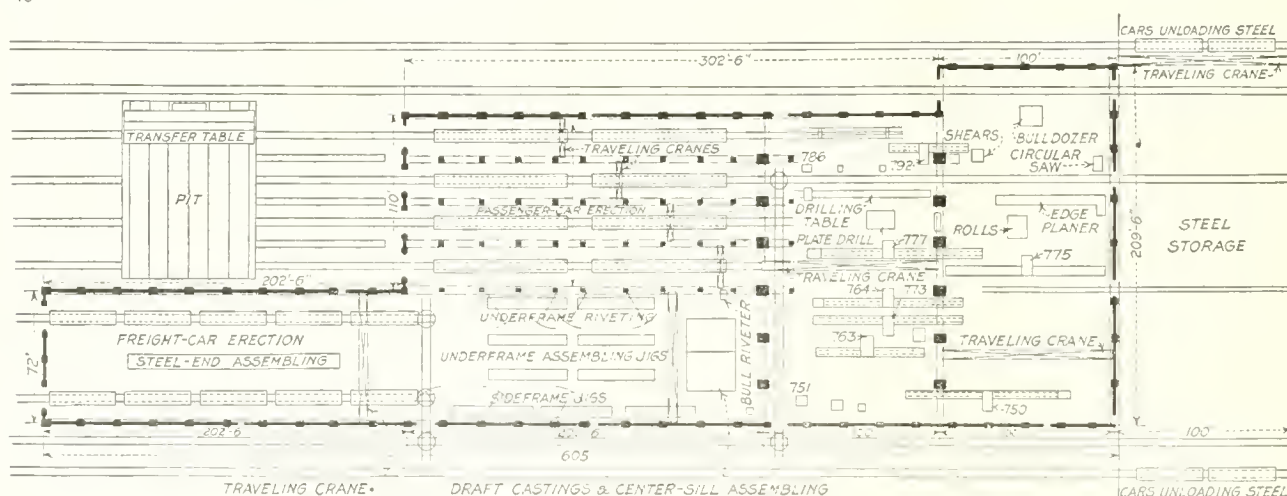 CARS UNLOADING STEEL
302'-6"
100'
TRAVELING CRANE
TRANSFER TABLE
TRAVELING CRANES
SHEARS
BULLDOZER
CIRCULAR
SAW
786
792
PIT
110'
PASSENGER-CAR ERECTION
DRILLING
TABLE
EDGE
PLANER
ROLLS
STEEL
STORAGE
209'-6"
PLATE DRILL
777
775
202'-6"
TRAVELING CRANE
764
773
UNDERFRAME RIVETING
FREIGHT-CAR ERECTION
STEEL-END ASSEMBLING
72'
UNDERFRAME ASSEMBLING JIGS
BULL RIVETER
763
TRAVELING CRANE
SIDEFRAME JIGS
751
750
202'-6
100'
605
TRAVELING CRANE
DRAFT CASTINGS & CENTER-SILL ASSEMBLING
CARS UNLOADING STEEL